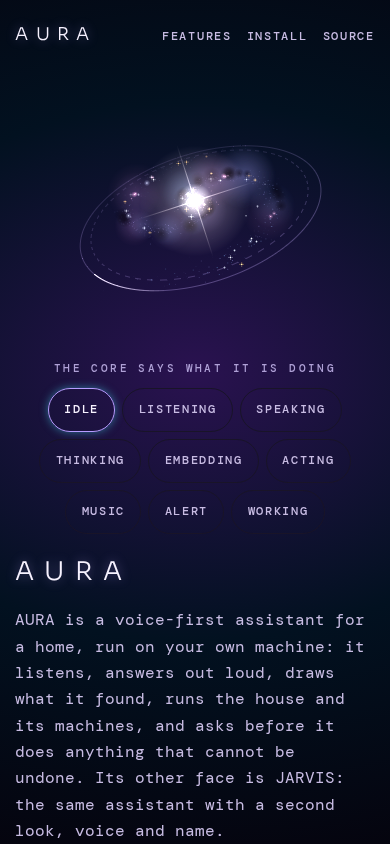 AURA
FEATURES INSTALL SOURCE
THE CORE SAYS WHAT IT IS DOING
IDLE LISTENING SPEAKING
THINKING EMBEDDING ACTING
MUSIC ALERT WORKING
AURA
AURA is a voice-first assistant for
a home, run on your own machine: it
listens, answers out loud, draws
what it found, runs the house and
its machines, and asks before it
does anything that cannot be
undone. Its other face is JARVIS:
the same assistant with a second
look, voice and name.